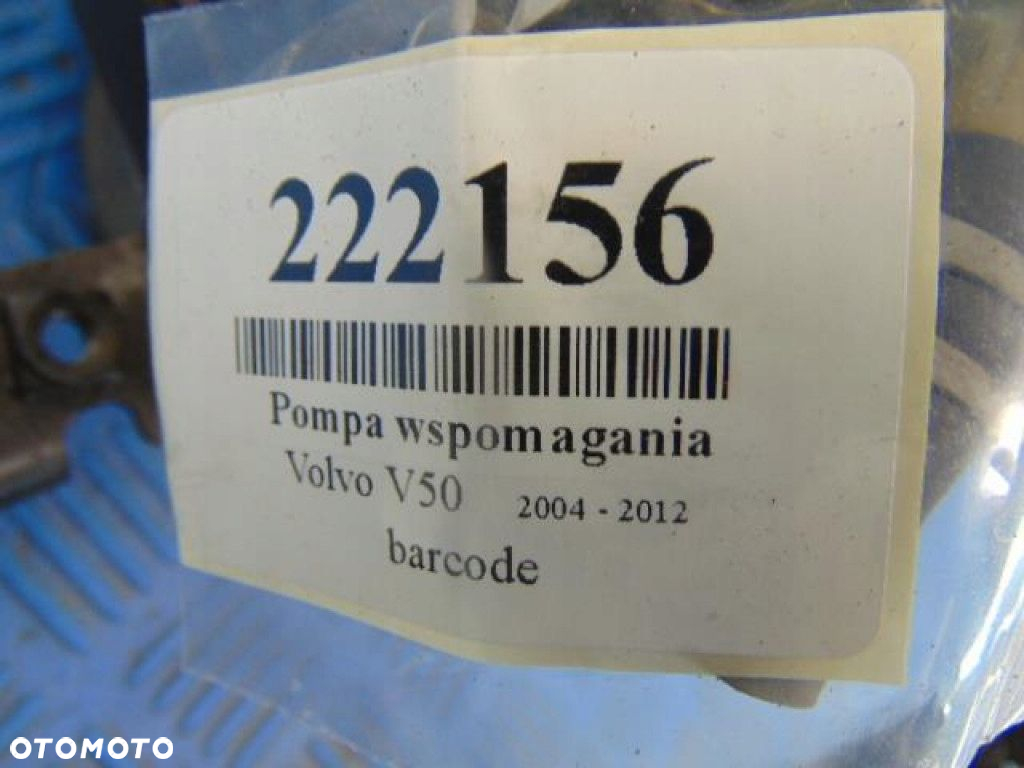 222156
Pompa wspomagania
Volvo V50 2004 - 2012
barcode
OTOMOTO